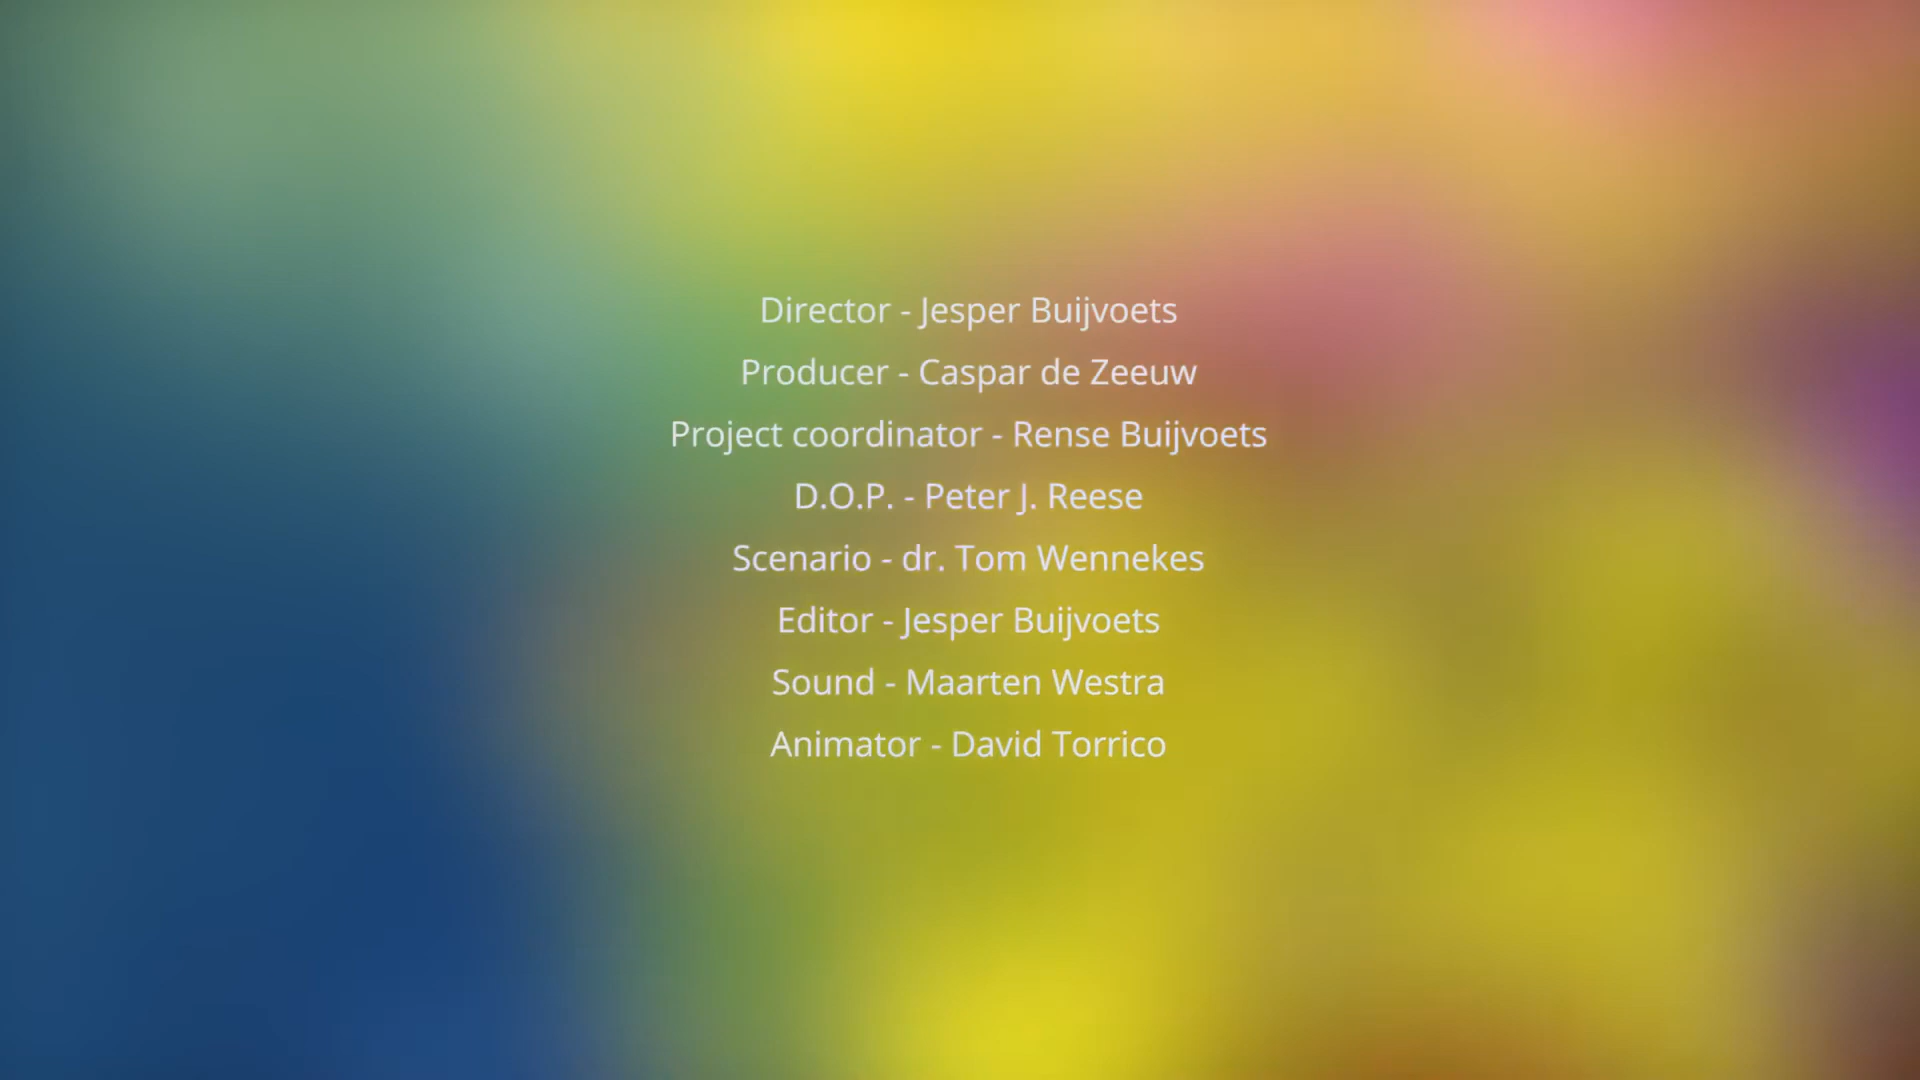 Director - Jesper Buijvoets
Producer - Caspar de Zeeuw
Project coordinator - Rense Buijvoets
D.O.P. - Peter J. Reese
Scenario - dr. Tom Wennekes
Editor - Jesper Buijvoets
Sound - Maarten Westra
Animator - David Torrico